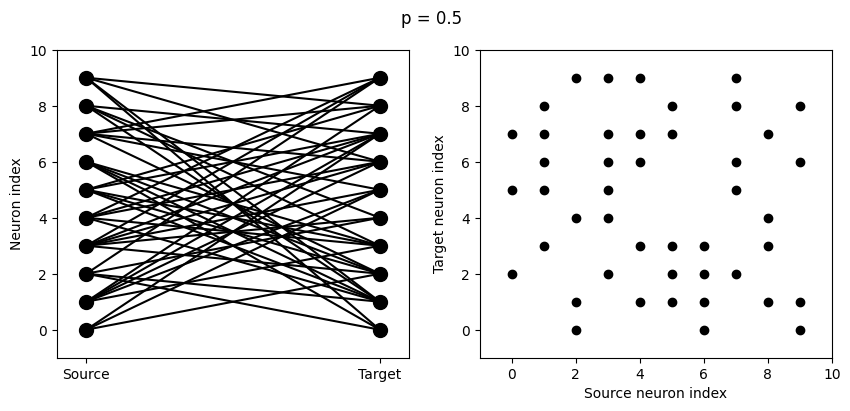 p = 0.5
Neuron index
10
8
6
4
2
0
Source Target
Target neuron index
10
8
6
4
2
0
0 2 4 6 8 10
Source neuron index